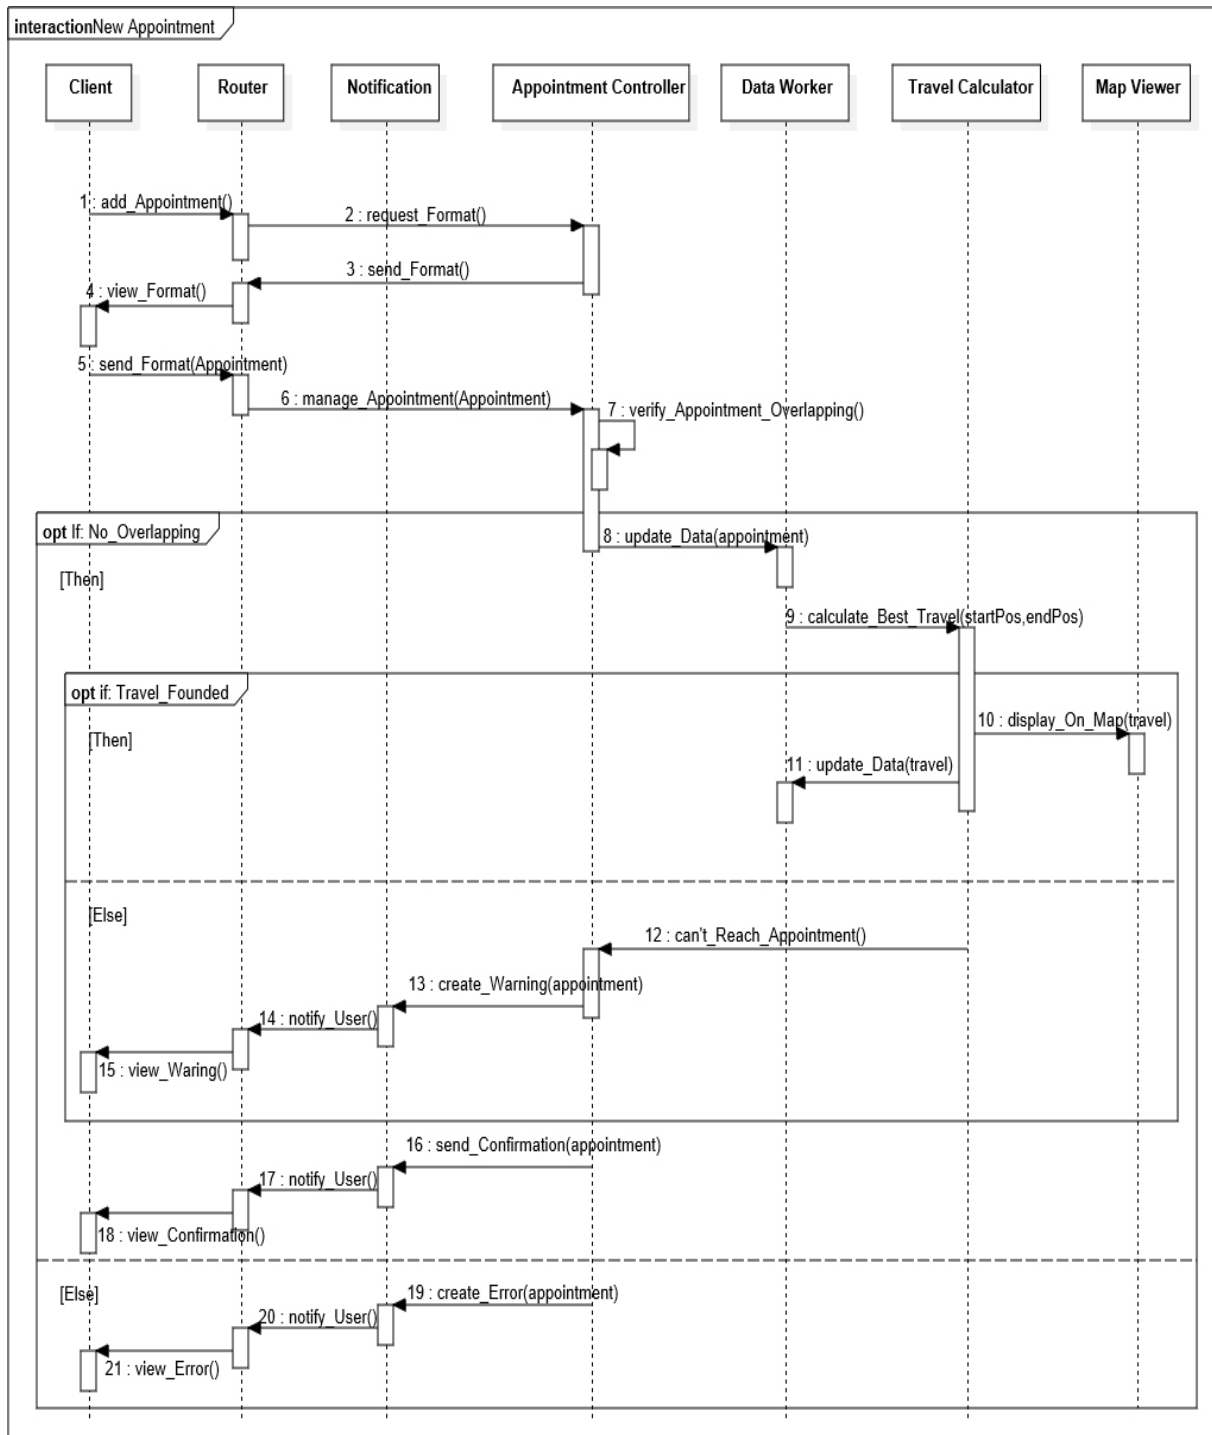 interactionNew Appointment
Client
Router
Notification
Appointment Controller
Data Worker
Travel Calculator
Map Viewer
1 : add_Appointment()
2 : request_Format()
3 : send_Format()
4 : view_Format()
5 : send_Format(Appointment)
6 : manage_Appointment(Appointment)
7 : verify_Appointment_Overlapping()
opt If: No_Overlapping
8 : update_Data(appointment)
[Then]
9 : calculate_Best_Travel(startPos,endPos)
opt if: Travel_Founded
10 : display_On_Map(travel)
[Then]
11 : update_Data(travel)
[Else]
12 : can't_Reach_Appointment()
13 : create_Warning(appointment)
14 : notify_User()
15 : view_Waring()
16 : send_Confirmation(appointment)
17 : notify_User()
18 : view_Confirmation()
[Else]
19 : create_Error(appointment)
20 : notify_User()
21 : view_Error()